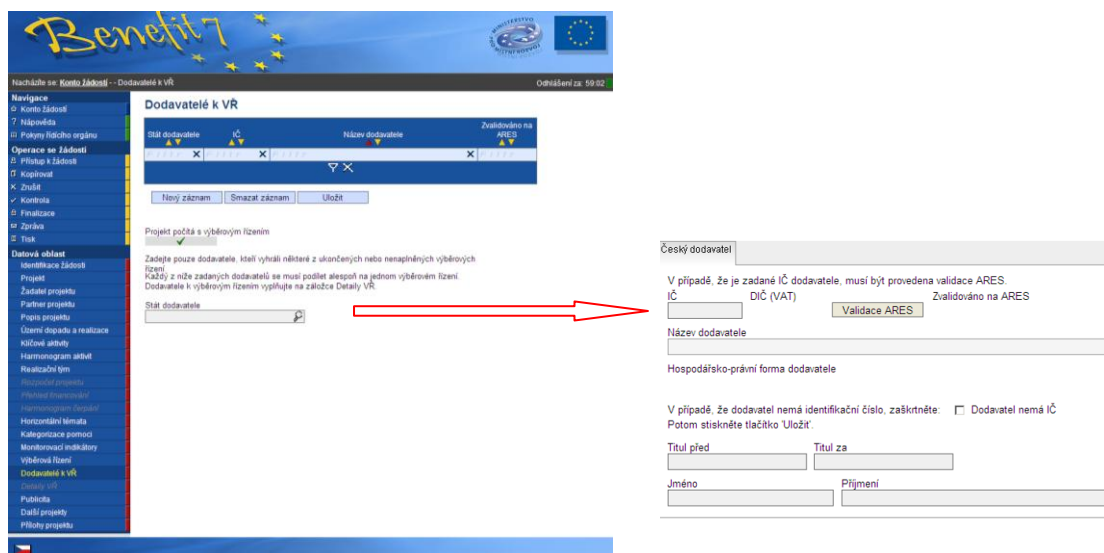 Benefit7
MINISTERSTVO
Nacházíte se: Konto žádostí - - Dodavatelé k VŘ
Odhlášení za: 59:02
Navigace
Konto žádostí
? Nápověda
Pokyny řídícího orgánu
Operace se žádostí
Přístup k žádosti
Kopírovat
Zrušit
Kontrola
Finalizace
Zpráva
Tisk
Datová oblast
Identifikace žádosti
Projekt
Žadatel projektu
Partner projektu
Popis projektu
Území dopadu a realizace
Klíčové aktivity
Harmonogram aktivit
Realizační tým
Rozpočet projektu
Přehled financování
Harmonogram čerpání
Horizontální témata
Kategorizace pomoci
Monitorovací indikátory
Výběrová řízení
Dodavatelé k VŘ
Detaily VŘ
Publicita
Další projekty
Přílohy projektu
Dodavatelé k VŘ
Stát dodavatele IČ Název dodavatele Zvalidováno na ARES
Nový záznam Smazat záznam Uložit
Projekt počítá s výběrovým řízením
Zadejte pouze dodavatele, kteří vyhráli některé z ukončených nebo nenaplněných výběrových
řízení.
Každý z níže zadaných dodavatelů se musí podílet alespoň na jednom výběrovém řízení.
Dodavatele k výběrovým řízením vyplňujte na záložce Detaily VŘ.
Stát dodavatele
Český dodavatel
V případě, že je zadané IČ dodavatele, musí být provedena validace ARES.
IČ DIČ (VAT) Zvalidováno na ARES
Validace ARES
Název dodavatele
Hospodářsko-právní forma dodavatele
V případě, že dodavatel nemá identifikační číslo, zaškrtněte: Dodavatel nemá IČ
Potom stiskněte tlačítko 'Uložit'.
Titul před Titul za
Jméno Příjmení